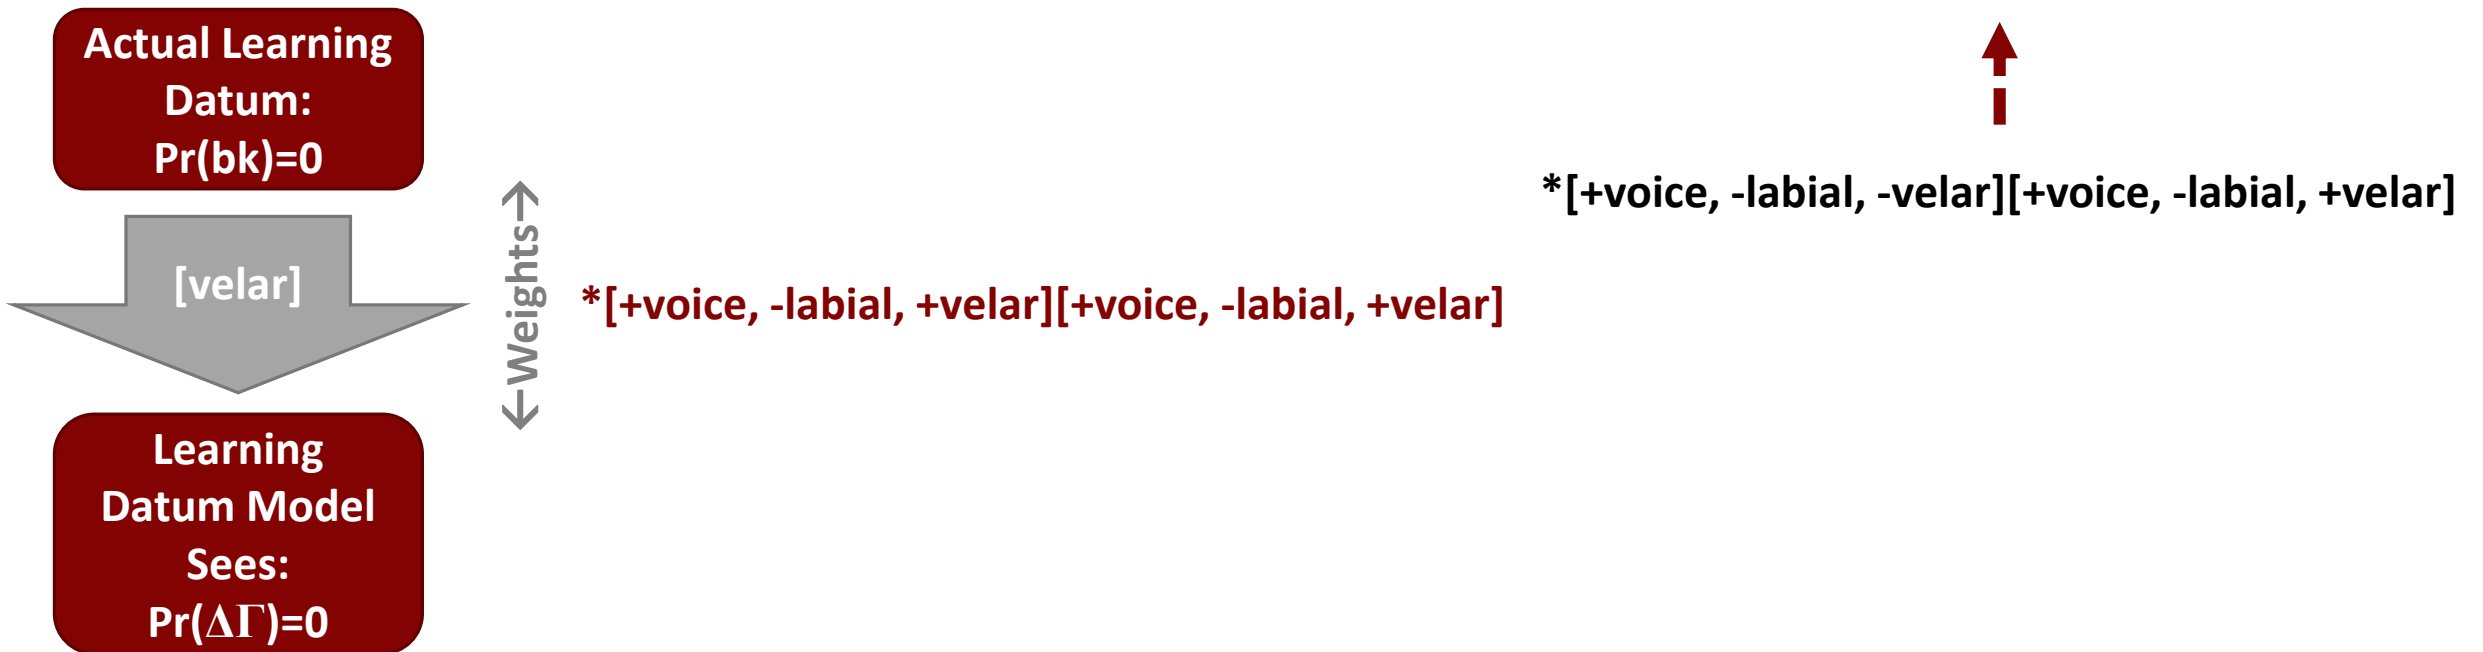 Actual Learning
Datum:
Pr(bk)=0
[velar]
Learning
Datum Model
Sees:
Pr(ΔΓ)=0
←Weights→
*[+voice, -labial, +velar][+voice, -labial, +velar]
*[+voice, -labial, -velar][+voice, -labial, +velar]